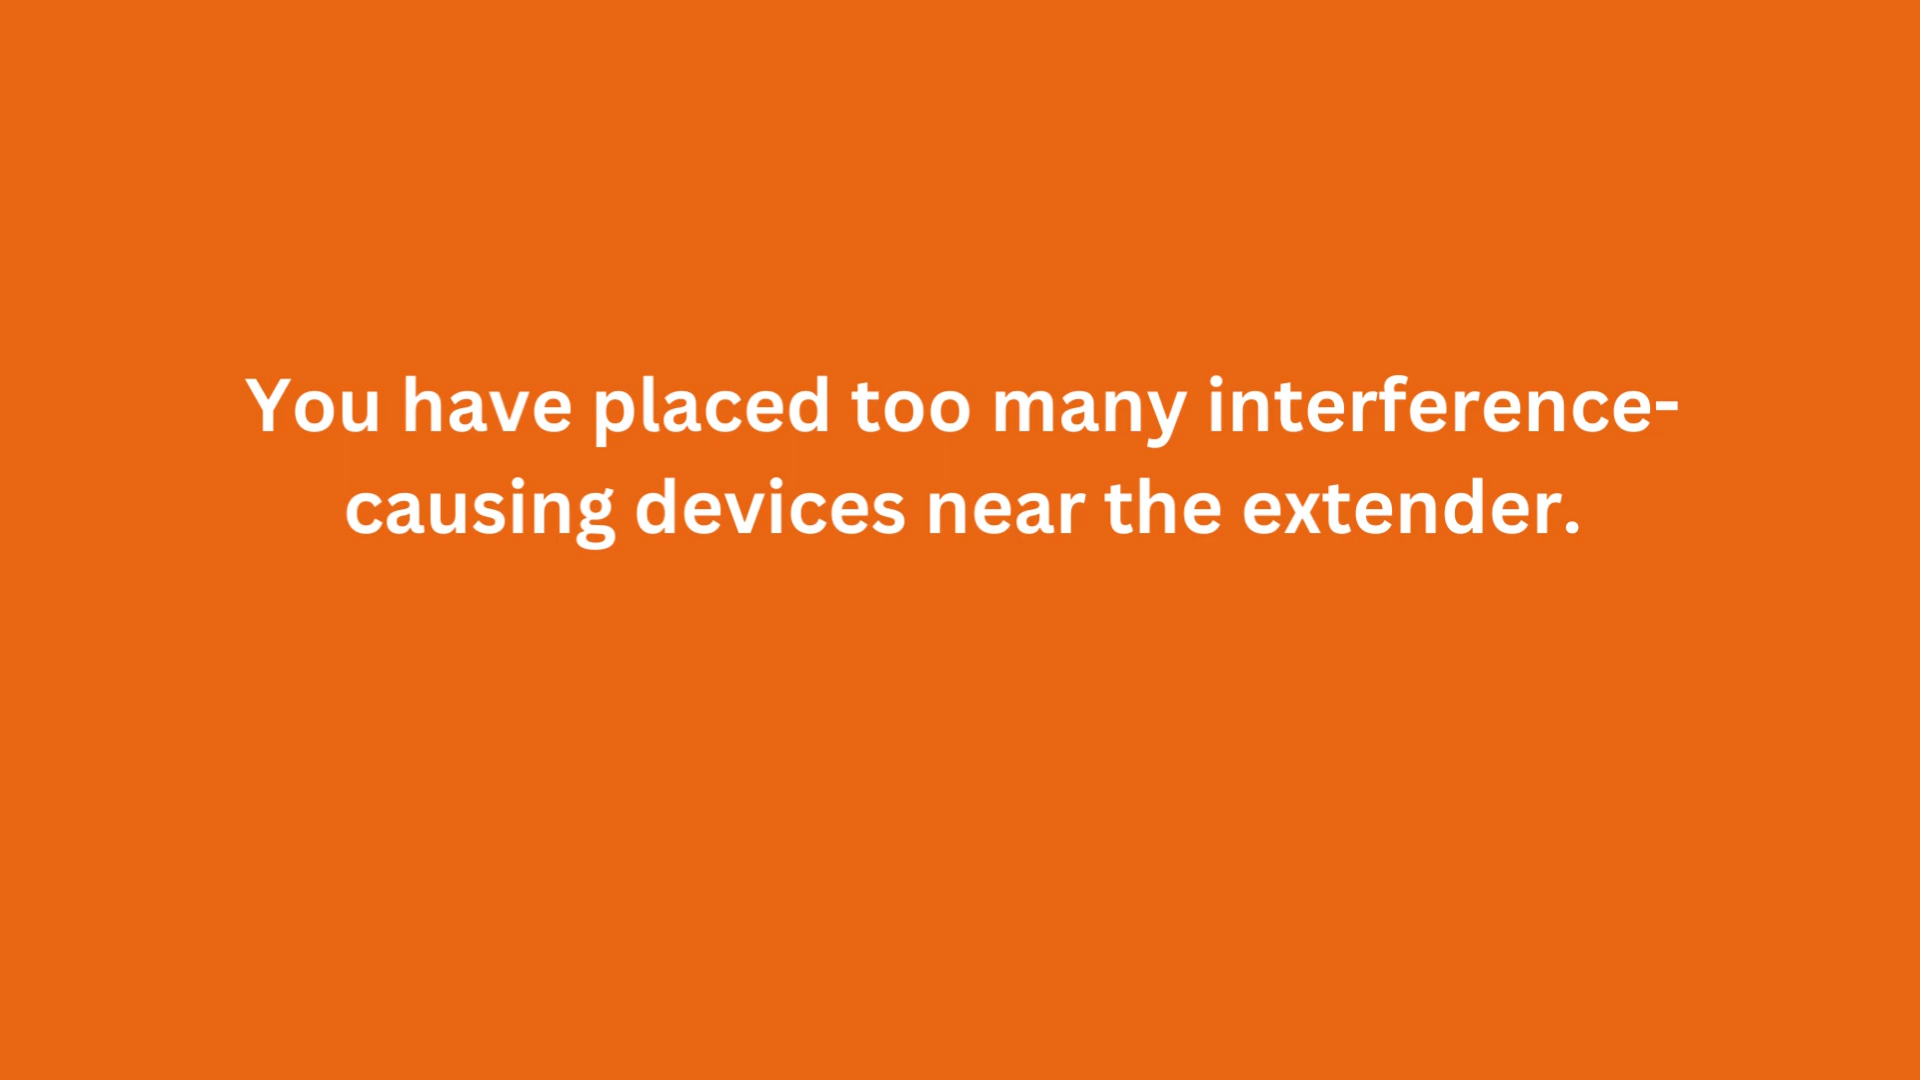 You have placed too many interference-
causing devices near the extender.